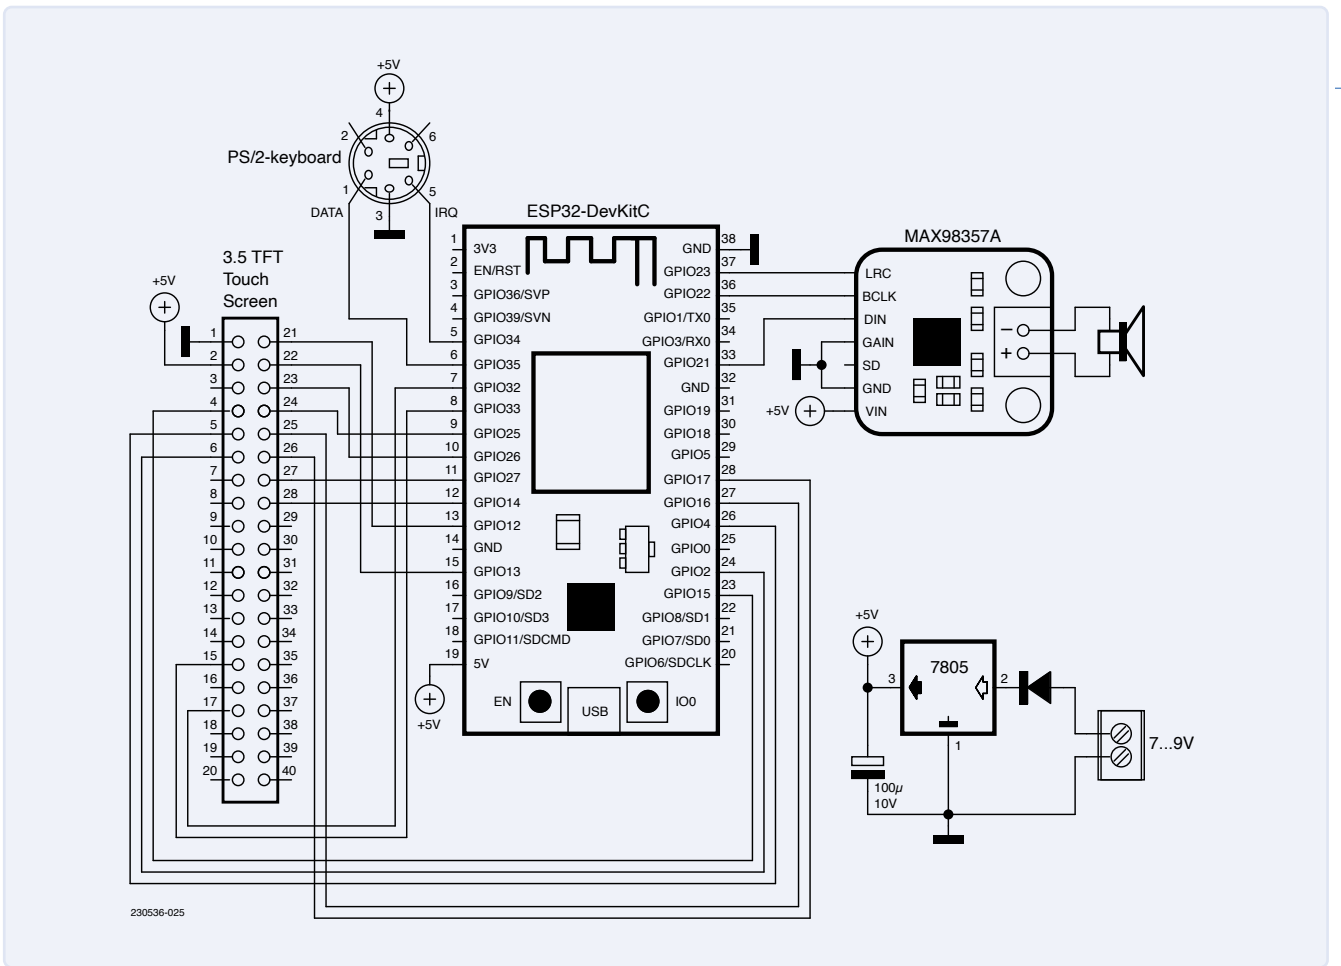 +5V
4
2
6
PS/2-keyboard
1
5
DATA
3
IRQ
ESP32-DevKitC
1
3V3
2
EN/RST
3
GPIO36/SVP
4
GPIO39/SVN
5
GPIO34
6
GPIO35
7
GPIO32
8
GPIO33
9
GPIO25
10
GPIO26
11
GPIO27
12
GPIO14
13
GPIO12
14
GND
15
GPIO13
16
GPIO9/SD2
17
GPIO10/SD3
18
GPIO11/SDCMD
19
5V
+5V
38
GND
37
GPIO23
36
GPIO22
35
GPIO1/TX0
34
GPIO3/RX0
33
GPIO21
32
GND
31
GPIO19
30
GPIO18
29
GPIO5
28
GPIO17
27
GPIO16
26
GPIO4
25
GPIO0
24
GPIO2
23
GPIO15
22
GPIO8/SD1
21
GPIO7/SD0
20
GPIO6/SDCLK
EN
USB
IO0
3.5 TFT
Touch
Screen
+5V
1
21
2
22
3
23
4
24
5
25
6
26
7
27
8
28
9
29
10
30
11
31
12
32
13
33
14
34
15
35
16
36
17
37
18
38
19
39
20
40
MAX98357A
LRC
BCLK
DIN
GAIN
SD
GND
VIN
+5V
−
+
+5V
7805
3
2
1
7...9V
100µ
10V
230536-025